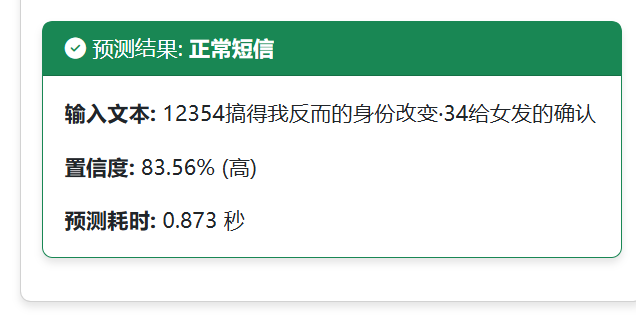 预测结果: 正常短信
输入文本: 12354搞得我反而的身份改变·34给女发的确认
置信度: 83.56% (高)
预测耗时: 0.873 秒